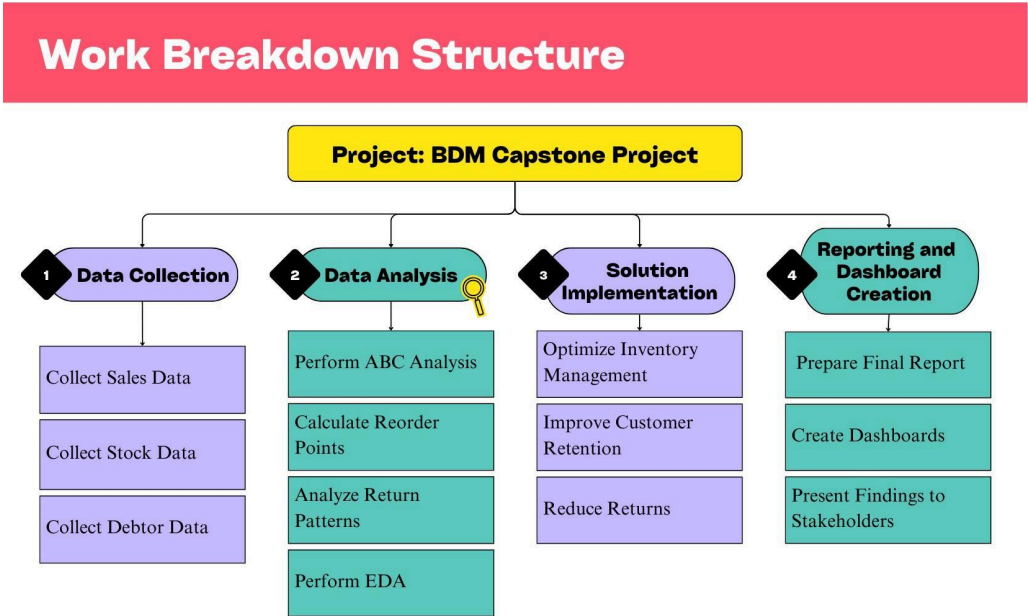 Work Breakdown Structure
Project: BDM Capstone Project
1
Data Collection
Collect Sales Data
Collect Stock Data
Collect Debtor Data
2
Data Analysis
Perform ABC Analysis
Calculate Reorder
Points
Analyze Return
Patterns
Perform EDA
3
Solution
Implementation
Optimize Inventory
Management
Improve Customer
Retention
Reduce Returns
4
Reporting and
Dashboard
Creation
Prepare Final Report
Create Dashboards
Present Findings to
Stakeholders